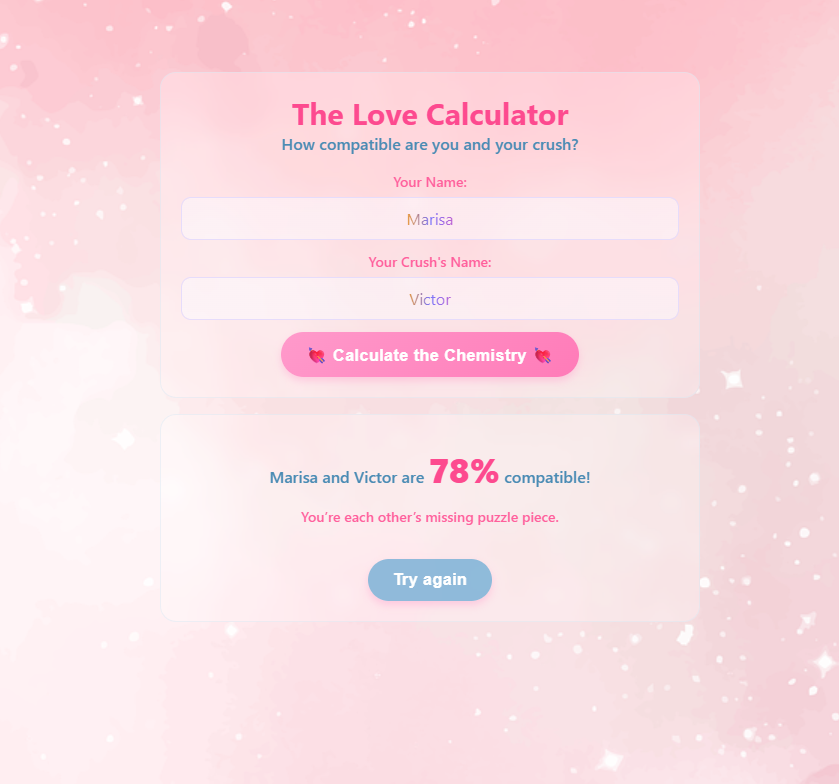 The Love Calculator
How compatible are you and your crush?
Your Name:
Marisa
Your Crush's Name:
Victor
💘 Calculate the Chemistry 💘
Marisa and Victor are 78% compatible!
You’re each other’s missing puzzle piece.
Try again